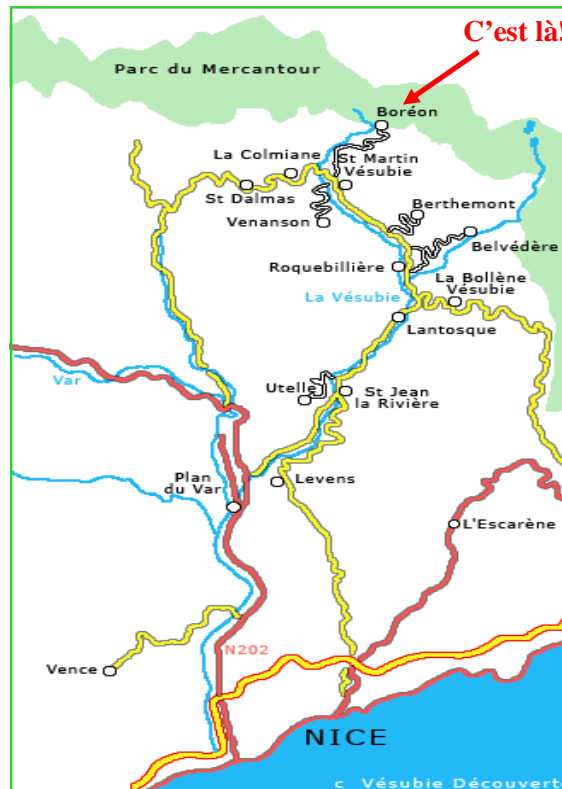 C’est là!
Parc du Mercantour
Boréon
La Colmiane
St Martin
Vésubie
St Dalmas
Berthemont
Venanson
Belvédère
Roquebillière
La Bollène
Vésubie
La Vésubie
Lantosque
Var
Utelle
St Jean
la Rivière
Plan
du Var
Levens
L'Escarène
N202
Vence
NICE
c Vésubie Découverte